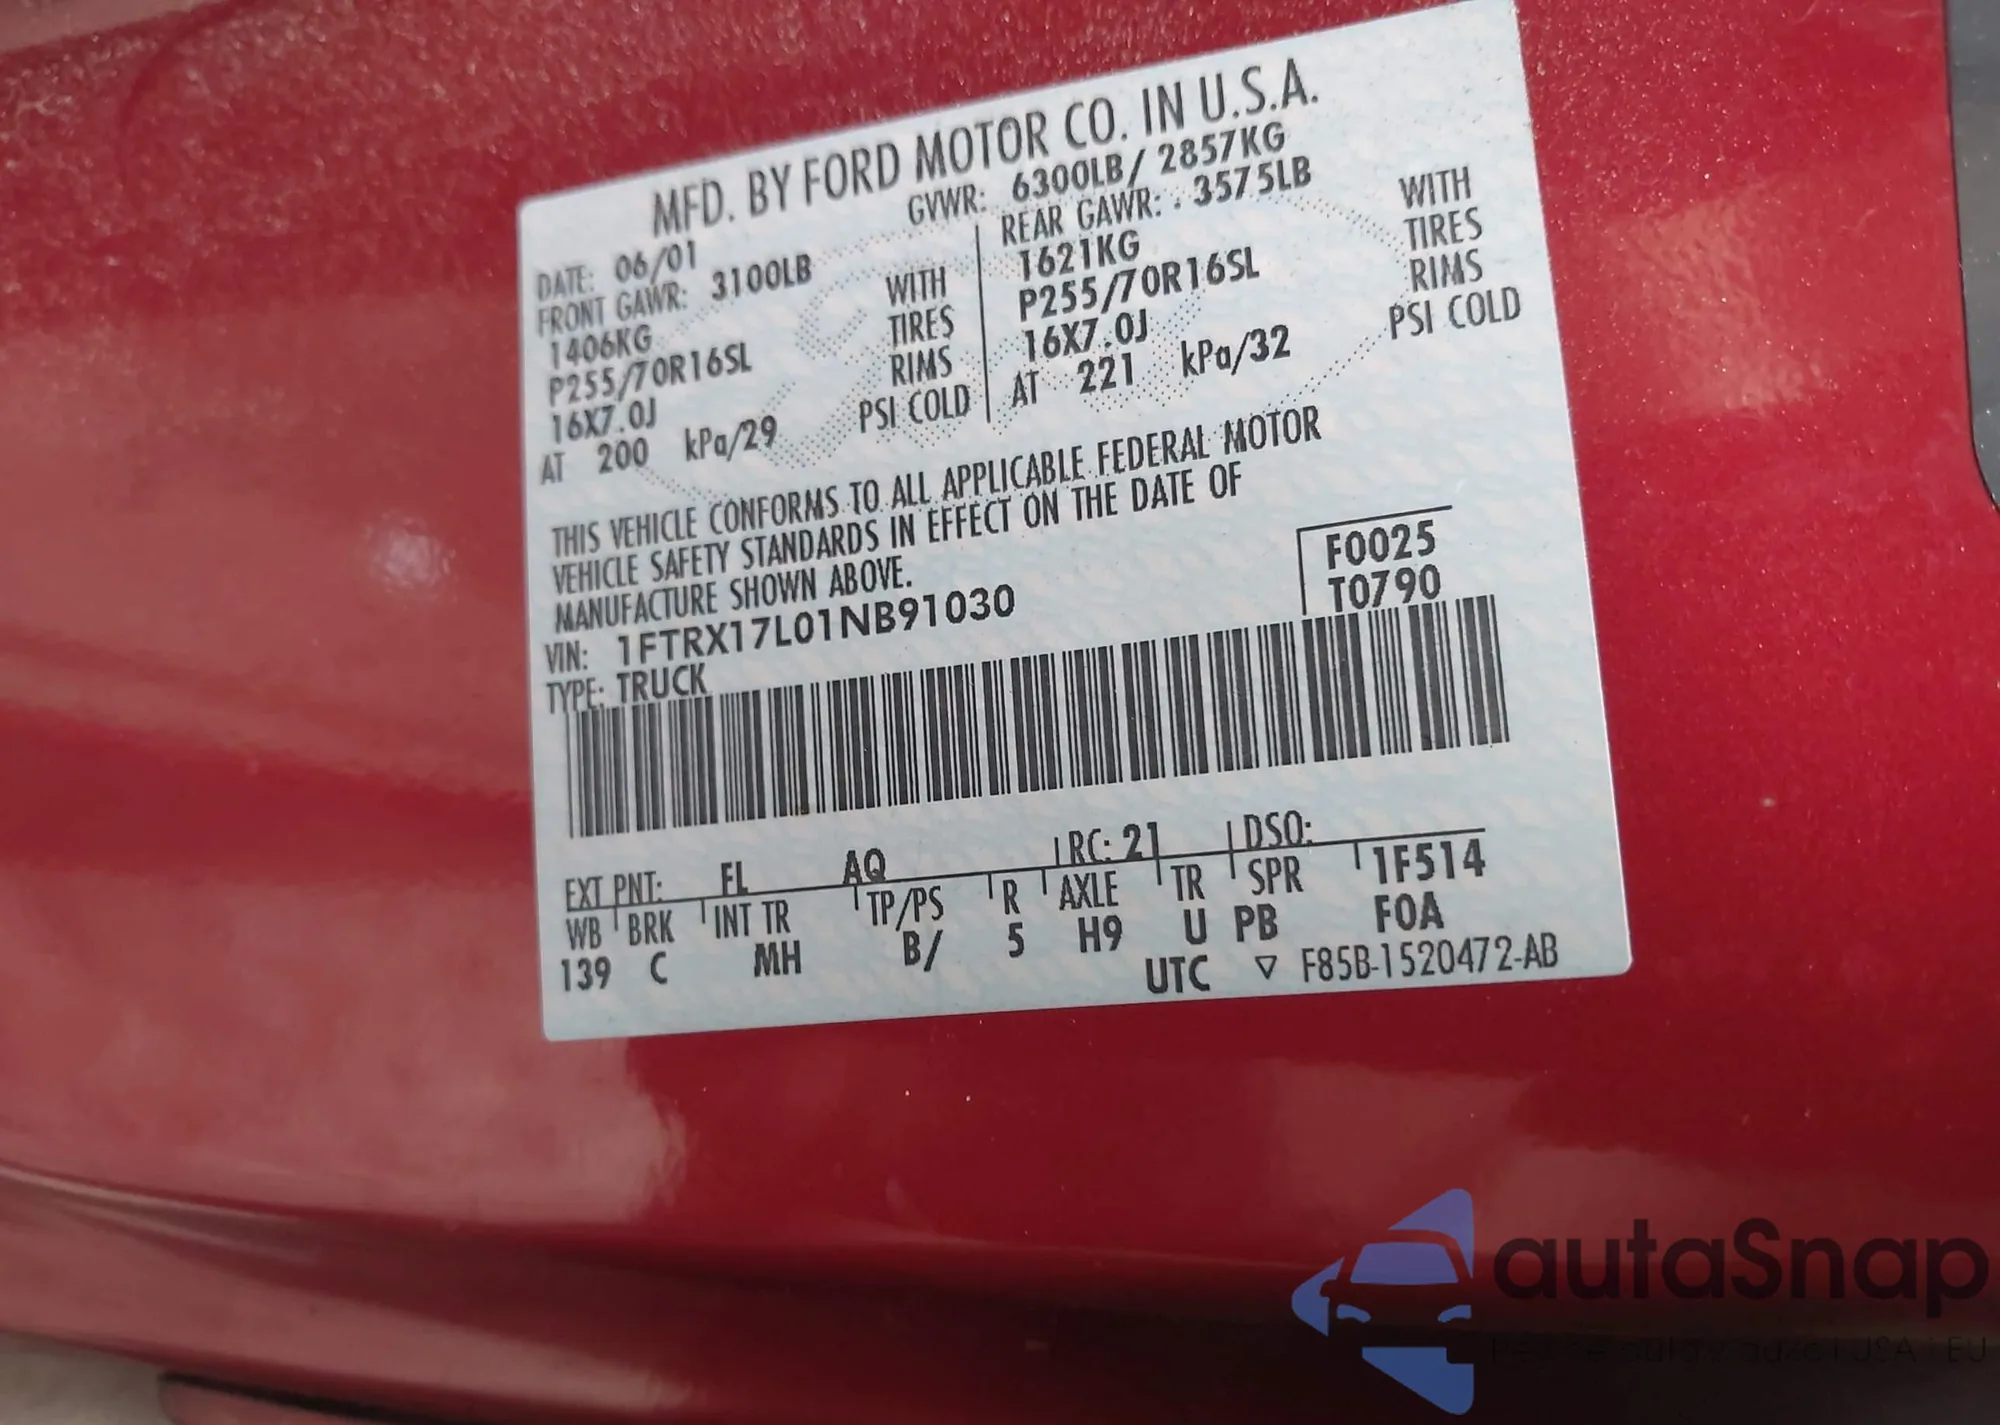 MFD. BY FORD MOTOR CO. IN U.S.A.
DATE: 06/01 GVWR: 6300LB/ 2857KG
FRONT GAWR: 3100LB REAR GAWR: 3575LB
1406KG WITH 1621KG WITH
P255/70R16SL TIRES P255/70R16SL TIRES
16X7.0J RIMS 16X7.0J RIMS
AT 200 kPa/29 PSI COLD AT 221 kPa/32 PSI COLD
THIS VEHICLE CONFORMS TO ALL APPLICABLE FEDERAL MOTOR
VEHICLE SAFETY STANDARDS IN EFFECT ON THE DATE OF
MANUFACTURE SHOWN ABOVE.
F0025
VIN: 1FTRX17L01NB91030 T0790
TYPE: TRUCK
EXT PNT: FL AQ RC: 21 DSO:
WB BRK INT TR TP/PS R AXLE TR SPR 1F514
139 C MH B/ 5 H9 U PB F0A
UTC ▽ F85B-1520472-AB
autaSnap
USA | EU